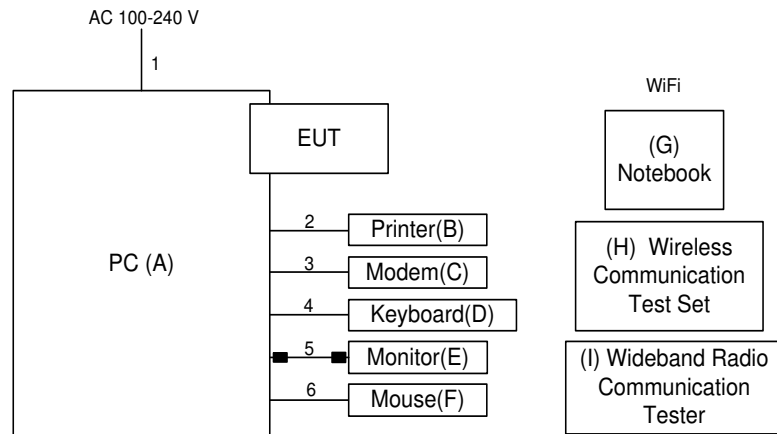 AC 100-240 V
1
WiFi
EUT
(G)
Notebook
PC (A)
2
Printer(B)
3
Modem(C)
4
Keyboard(D)
5
Monitor(E)
6
Mouse(F)
(H) Wireless
Communication
Test Set
(I) Wideband Radio
Communication
Tester